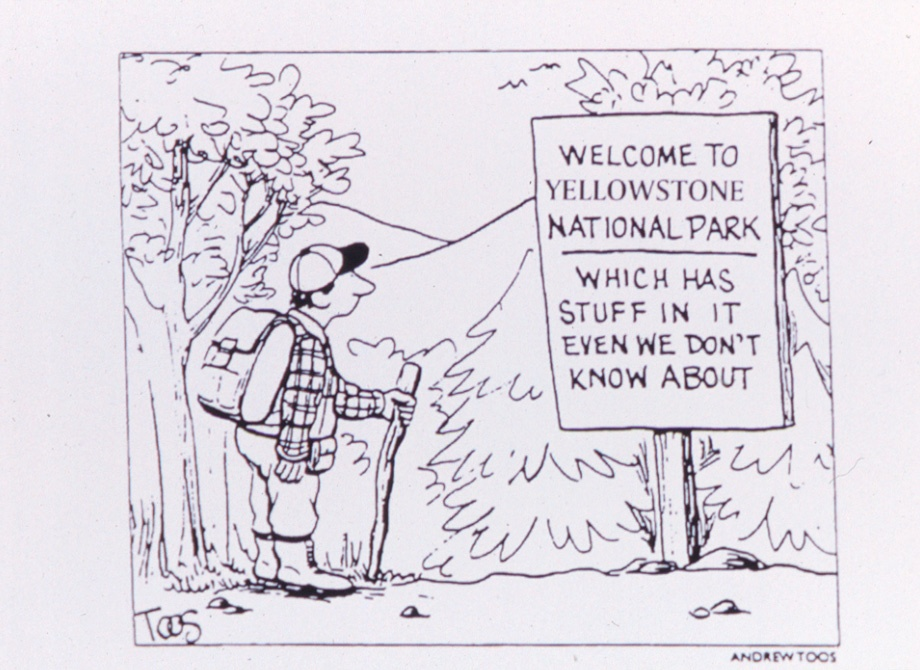 WELCOME TO
YELLOWSTONE
NATIONAL PARK
WHICH HAS
STUFF IN IT
EVEN WE DON'T
KNOW ABOUT
TOOS
ANDREW TOOS